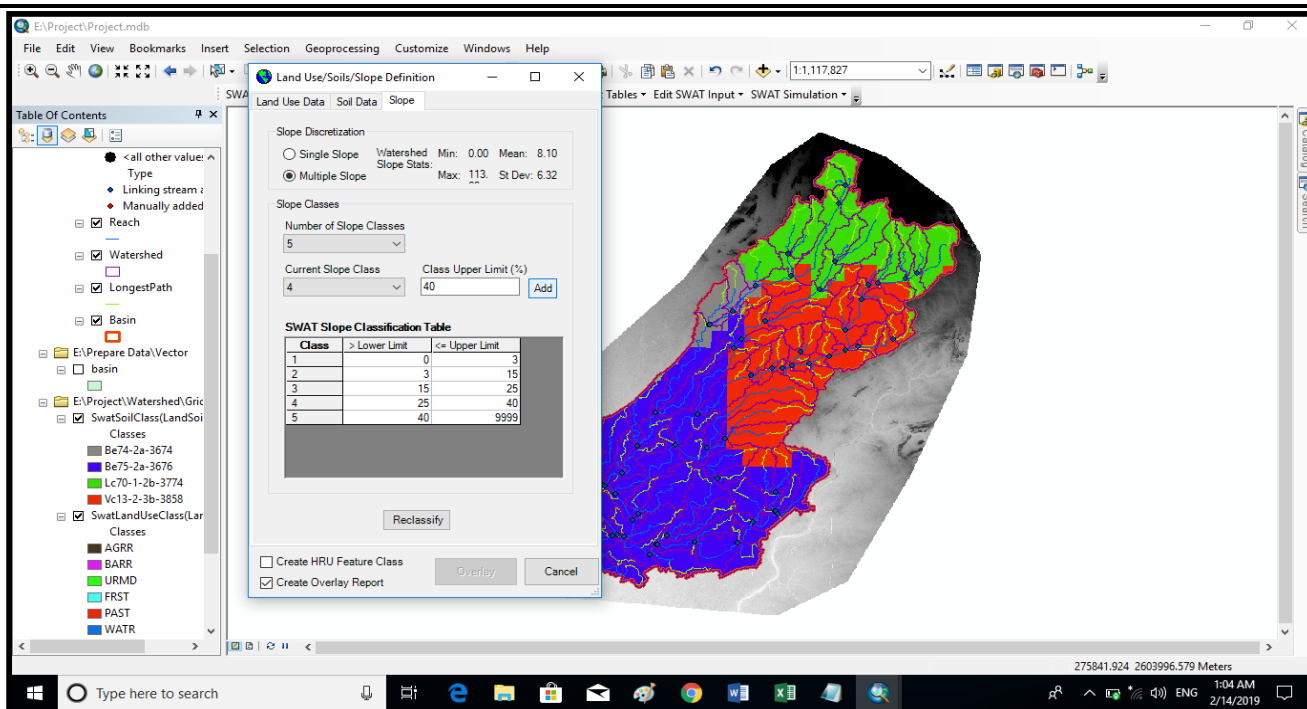 E:\Project\Project.mdb
File Edit View Bookmarks Insert Selection Geoprocessing Customize Windows Help
1:1,117,827
SWA
Tables Edit SWAT Input SWAT Simulation
Table Of Contents
<all other value:
Type
Linking stream a
Manually added
Reach
Watershed
LongestPath
Basin
E:\Prepare Data\Vector
basin
E:\Project\Watershed\Gric
SwatSoilClass(LandSoi
Classes
Be74-2a-3674
Be75-2a-3676
Lc70-1-2b-3774
Vc13-2-3b-3858
SwatLandUseClass(Lar
Classes
AGRR
BARR
URMD
FRST
PAST
WATR
Land Use/Soils/Slope Definition
Land Use Data Soil Data Slope
Slope Discretization
Single Slope
Multiple Slope
Watershed Slope Stats:
Min: 0.00 Mean: 8.10
Max: 113. St Dev: 6.32
Slope Classes
Number of Slope Classes
5
Current Slope Class Class Upper Limit (%)
4 40 Add
SWAT Slope Classification Table
Class > Lower Limit <= Upper Limit
1 0 3
2 3 15
3 15 25
4 25 40
5 40 9999
Reclassify
Create HRU Feature Class
Create Overlay Report
Overlay Cancel
Catalog
Search
275841.924 2603996.579 Meters
Type here to search
ENG
1:04 AM
2/14/2019